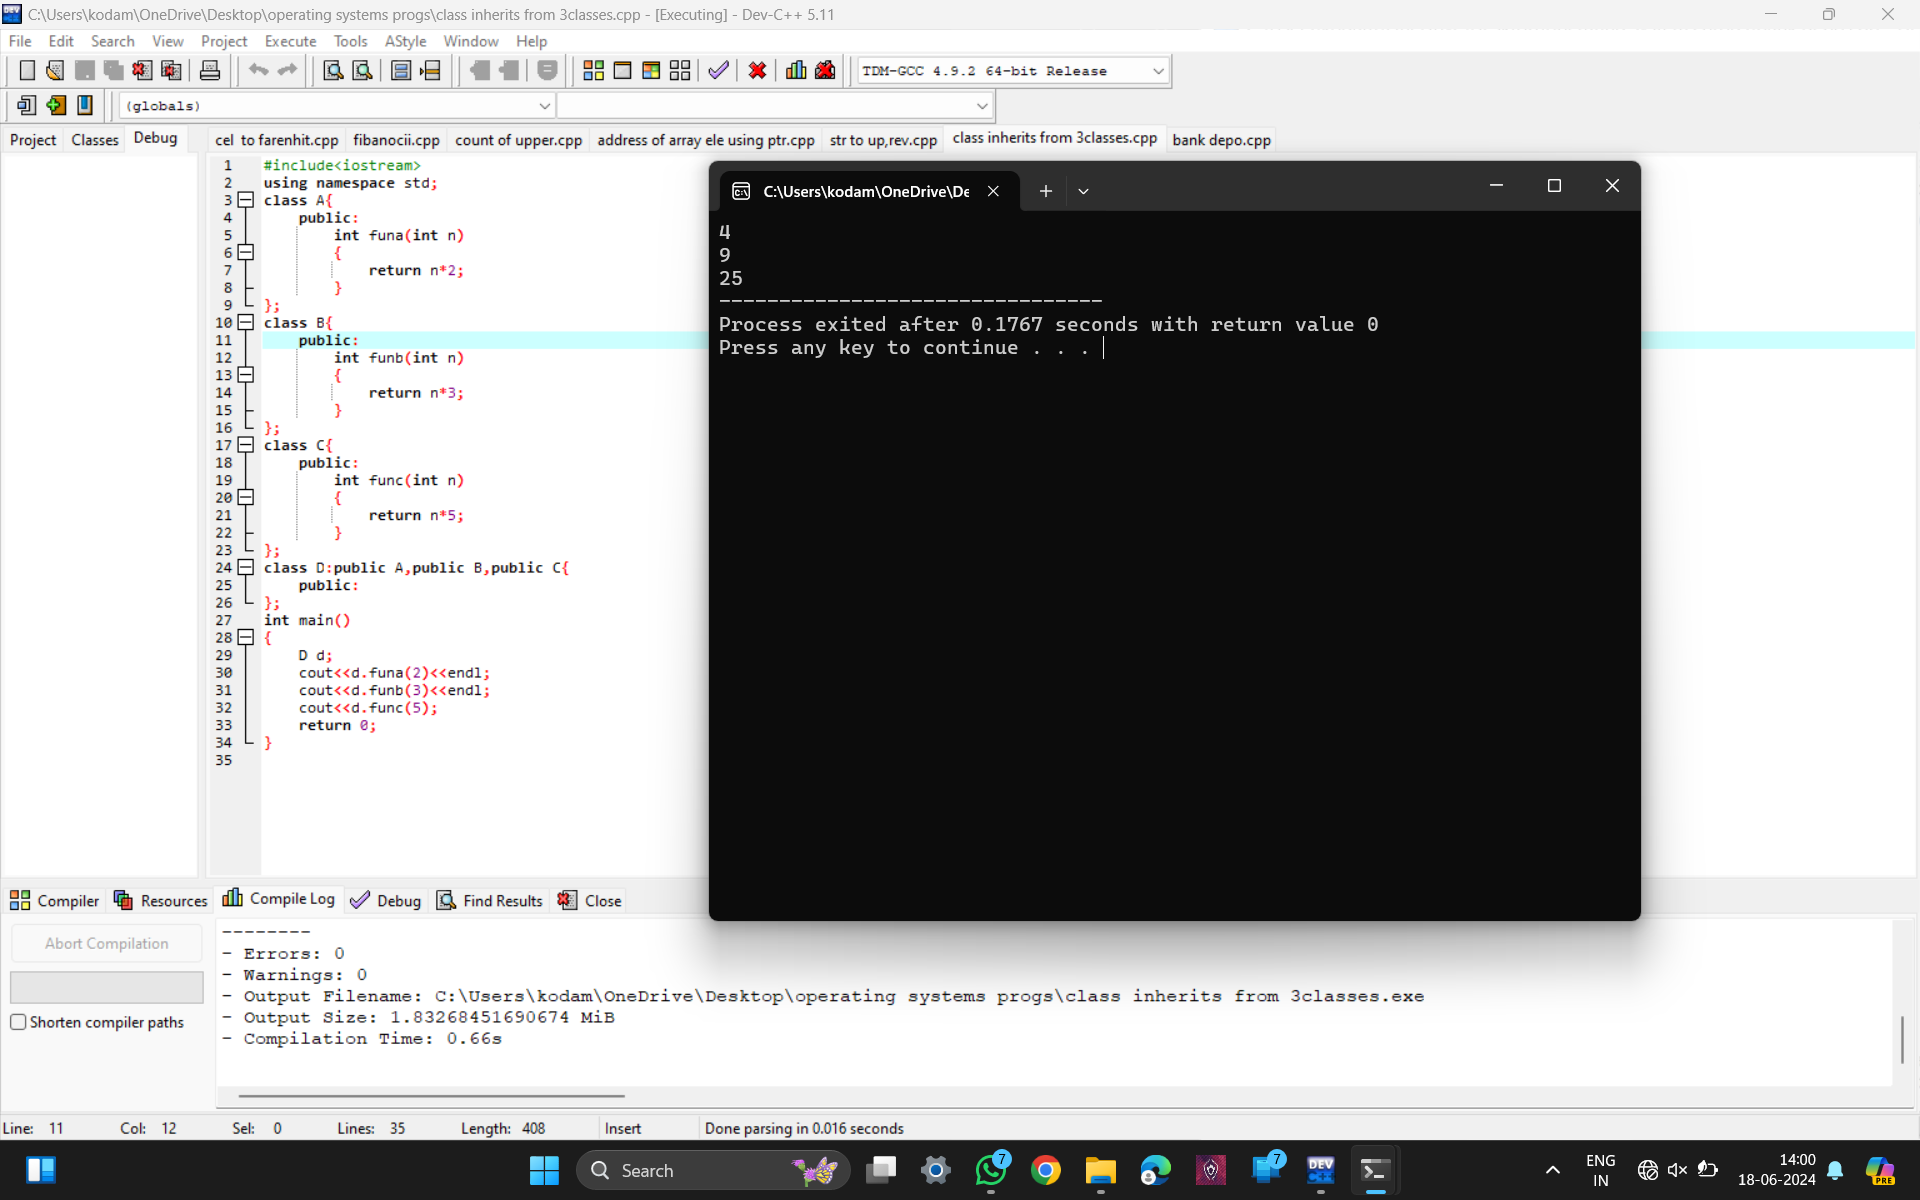 C:\Users\kodam\OneDrive\Desktop\operating systems progs\class inherits from 3classes.cpp - [Executing] - Dev-C++ 5.11
File Edit Search View Project Execute Tools AStyle Window Help
TDM-GCC 4.9.2 64-bit Release
(globals)
Project Classes Debug
cel to farenhit.cpp fibanocii.cpp count of upper.cpp address of array ele using ptr.cpp str to up,rev.cpp class inherits from 3classes.cpp bank depo.cpp
1 #include<iostream>
2 using namespace std;
3 class A{
4 public:
5 int funa(int n)
6 {
7 return n*2;
8 }
9 };
10 class B{
11 public:
12 int funb(int n)
13 {
14 return n*3;
15 }
16 };
17 class C{
18 public:
19 int func(int n)
20 {
21 return n*5;
22 }
23 };
24 class D:public A,public B,public C{
25 public:
26 };
27 int main()
28 {
29 D d;
30 cout<<d.funa(2)<<endl;
31 cout<<d.funb(3)<<endl;
32 cout<<d.func(5);
33 return 0;
34 }
35
C:\Users\kodam\OneDrive\De
4
9
25
--------------------------------
Process exited after 0.1767 seconds with return value 0
Press any key to continue . . .
Compiler Resources Compile Log Debug Find Results Close
Abort Compilation
Shorten compiler paths
--------
- Errors: 0
- Warnings: 0
- Output Filename: C:\Users\kodam\OneDrive\Desktop\operating systems progs\class inherits from 3classes.exe
- Output Size: 1.83268451690674 MiB
- Compilation Time: 0.66s
Line: 11 Col: 12 Sel: 0 Lines: 35 Length: 408 Insert Done parsing in 0.016 seconds
Search
7
7
DEV
ENG
IN
14:00
18-06-2024
PRE